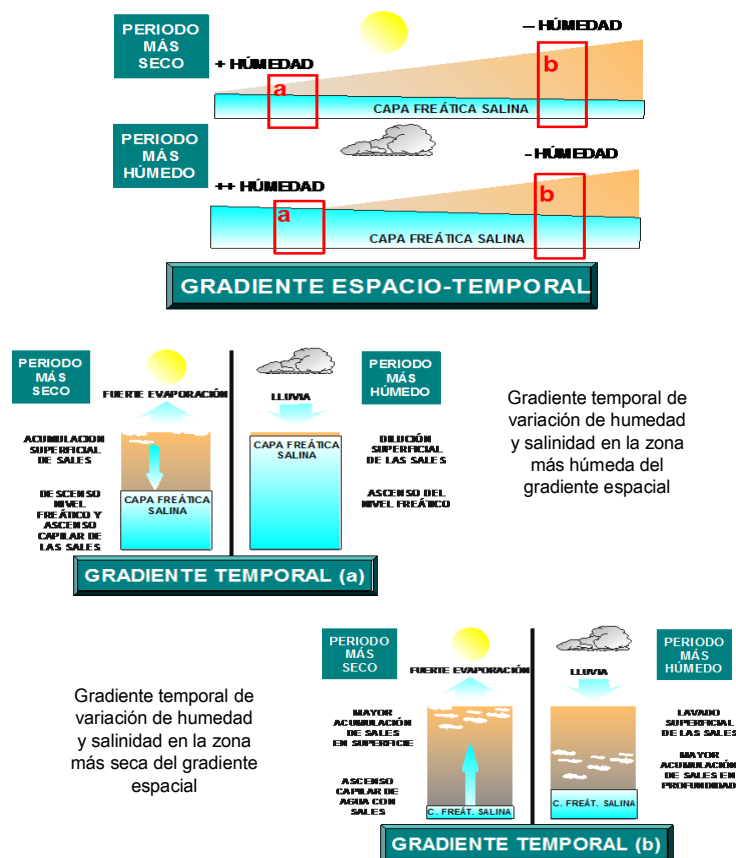 PERIODO
MÁS
SECO
+ HÚMEDAD
– HÚMEDAD
a
b
CAPA FREÁTICA SALINA
PERIODO
MÁS
HÚMEDO
++ HÚMEDAD
- HÚMEDAD
a
b
CAPA FREÁTICA SALINA
GRADIENTE ESPACIO-TEMPORAL
PERIODO
MÁS
SECO
FUERTE EVAPORACIÓN
LLUVIA
PERIODO
MÁS
HÚMEDO
ACUMULACION
SUPERFICIAL
DE SALES
DESCENSO
NIVEL
FREÁTICO Y
ASCENSO
CAPILAR DE
LAS SALES
CAPA FREÁTICA
SALINA
CAPA FREÁTICA
SALINA
DILUCIÓN
SUPERFICIAL
DE LAS SALES
ASCENSO DEL
NIVEL FREÁTICO
GRADIENTE TEMPORAL (a)
Gradiente temporal de
variación de humedad
y salinidad en la zona
más húmeda del
gradiente espacial
Gradiente temporal de
variación de humedad
y salinidad en la zona
más seca del gradiente
espacial
PERIODO
MÁS
SECO
FUERTE EVAPORACIÓN
LLUVIA
PERIODO
MÁS
HÚMEDO
MAYOR
ACUMULACIÓN
DE SALES
EN SUPERFICIE
ASCENSO
CAPILAR DE
AGUA CON
SALES
C. FREÁT. SALINA
C. FREÁT. SALINA
LAVADO
SUPERFICIAL
DE LAS SALES
MAYOR
ACUMULACIÓN
DE SALES EN
PROFUNDIDAD
GRADIENTE TEMPORAL (b)